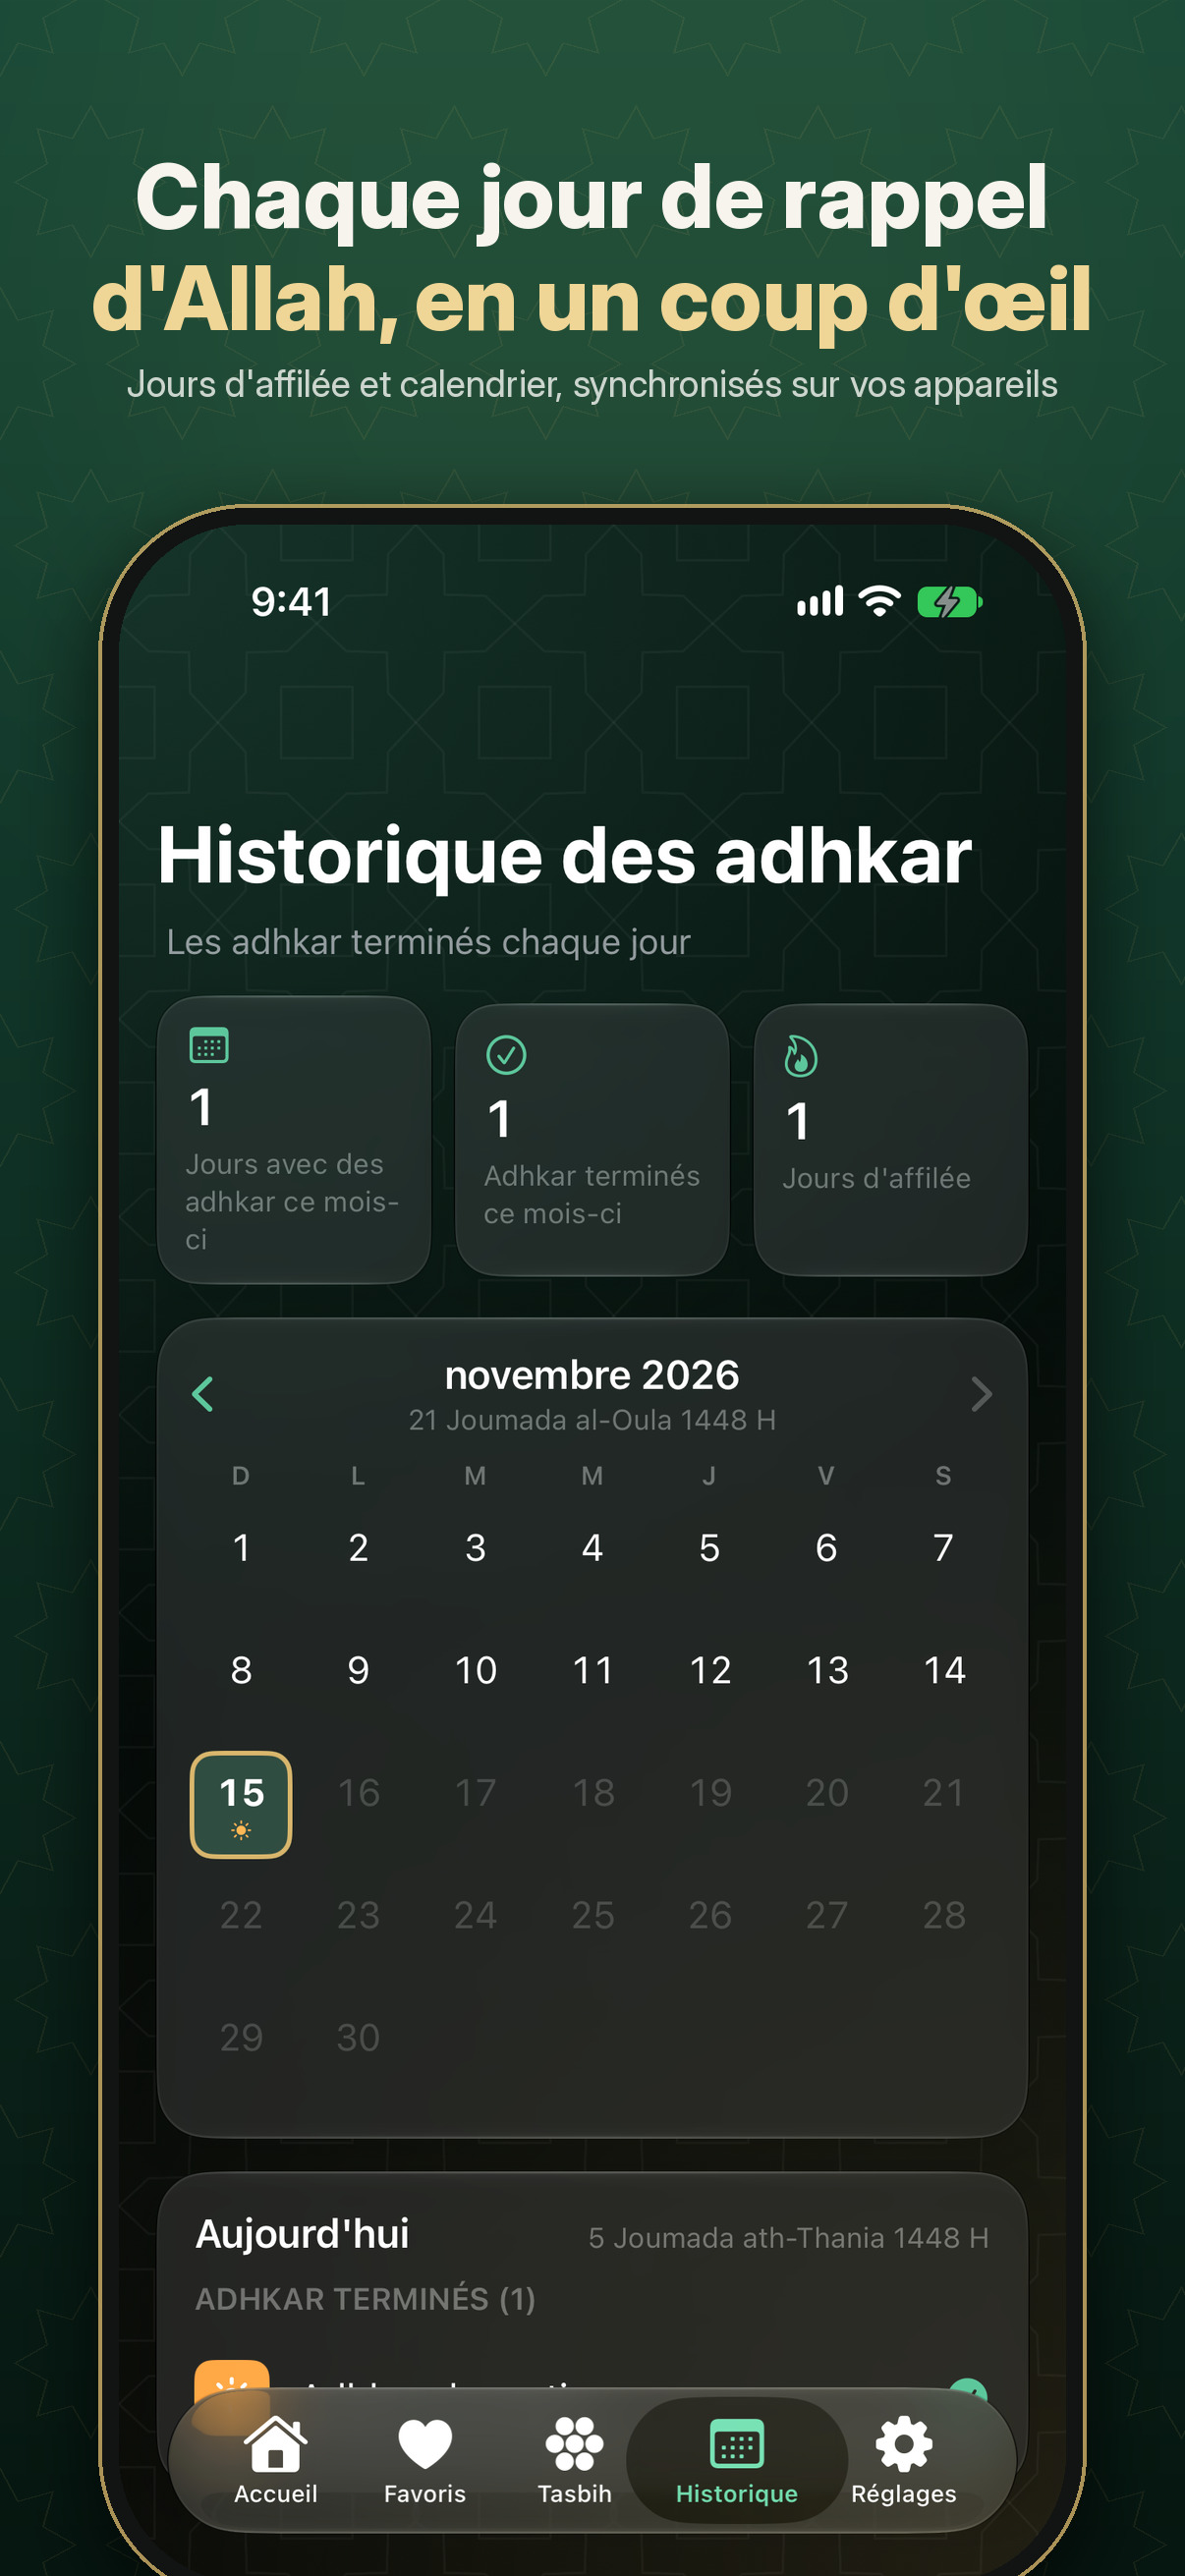 Chaque jour de rappel
d'Allah, en un coup d'œil
Jours d'affilée et calendrier, synchronisés sur vos appareils
9:41
Historique des adhkar
Les adhkar terminés chaque jour
1
Jours avec des
adhkar ce mois-
ci
1
Adhkar terminés
ce mois-ci
1
Jours d'affilée
novembre 2026
21 Joumada al-Oula 1448 H
D L M M J V S
1 2 3 4 5 6 7
8 9 10 11 12 13 14
15 16 17 18 19 20 21
22 23 24 25 26 27 28
29 30
Aujourd'hui
5 Joumada ath-Thania 1448 H
ADHKAR TERMINÉS (1)
Accueil
Favoris
Tasbih
Historique
Réglages